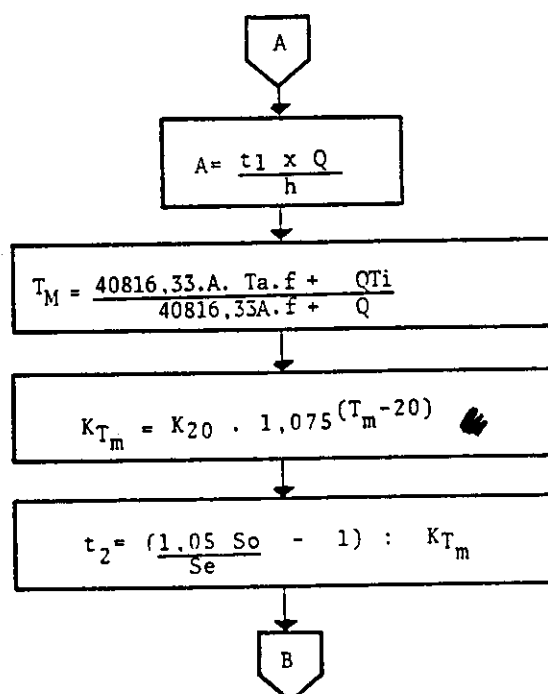 A
A= t1 x Q / h
T_M = 40816,33.A. Ta.f + QTi / 40816,33A.f + Q
K_Tm = K20 . 1,075^(Tm-20)
t2= (1,05 So / Se - 1) : K_Tm
B